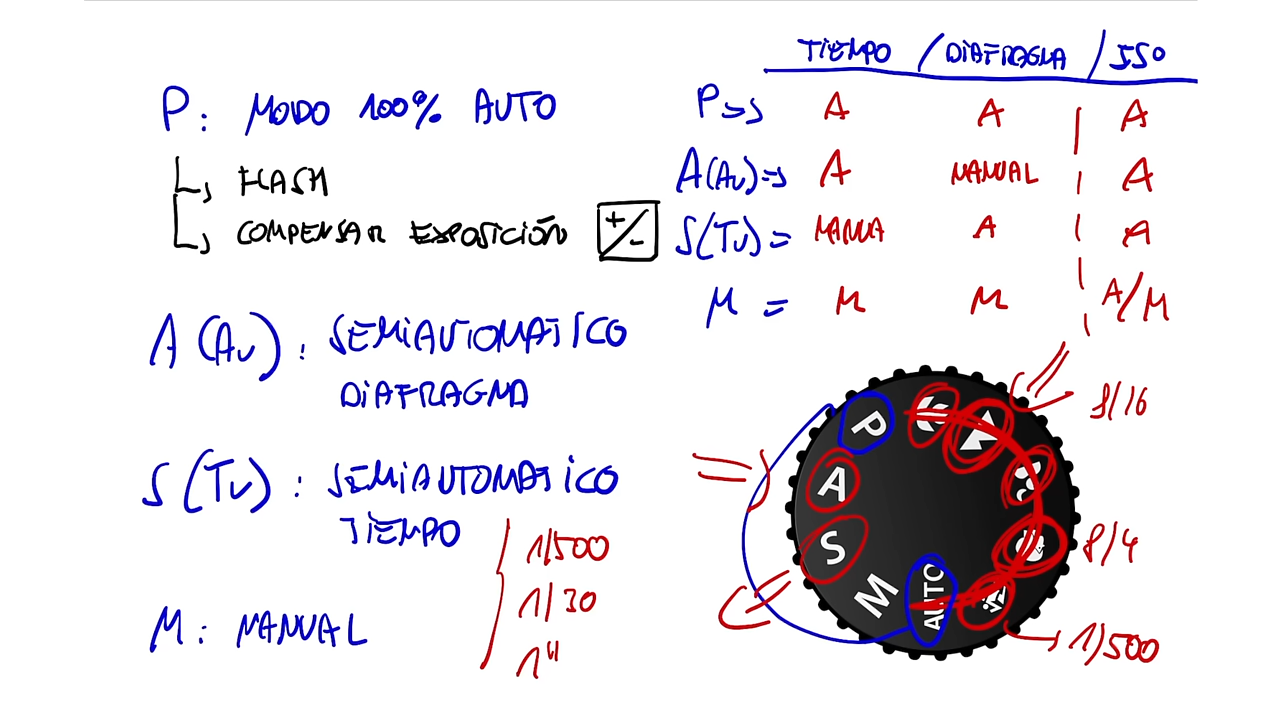 P: MODO 100% AUTO
FLASH
COMPENSAR EXPOSICIÓN +/-
A (Av): SEMIAUTOMATICO
DIAFRAGMA
S (Tv): SEMIAUTOMATICO
TIEMPO
1/500
1/30
1"
M: MANUAL
TIEMPO / DIAFRAGMA / ISO
P => A A A
A(Av) => A MANUAL A
S(Tv) = MANUA A A
M = M M A/M
P
A
S
M
AUTO
f/16
f/4
1/500